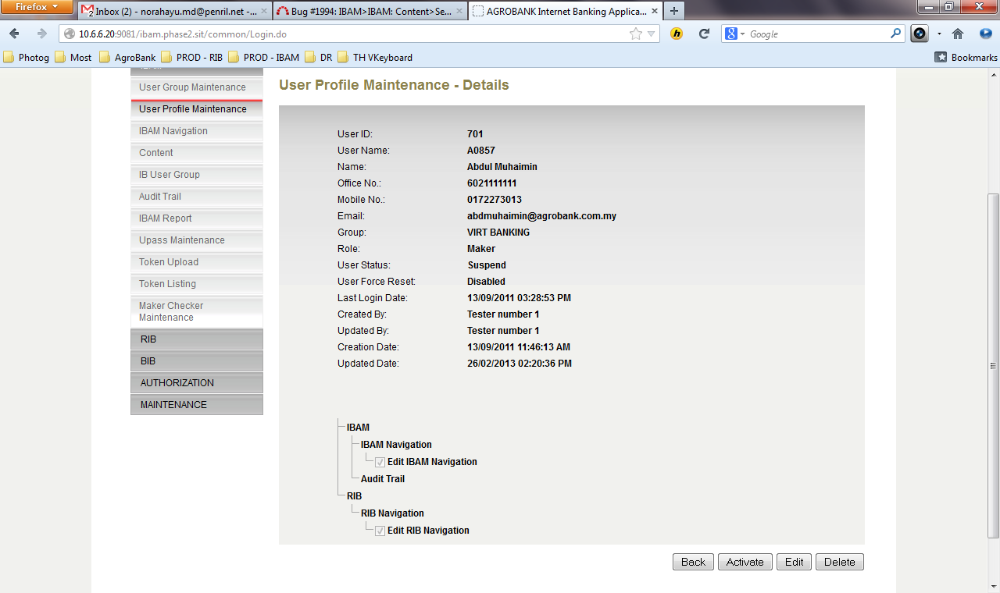 Firefox
Inbox (2) - norahayu.md@penril.net -...
Bug #1994: IBAM>IBAM: Content>Se...
AGROBANK Internet Banking Applica...
10.6.6.20:9081/ibam.phase2.sit/common/Login.do
Google
Photog
Most
AgroBank
PROD - RIB
PROD - IBAM
DR
TH VKeyboard
Bookmarks
User Group Maintenance
User Profile Maintenance
IBAM Navigation
Content
IB User Group
Audit Trail
IBAM Report
Upass Maintenance
Token Upload
Token Listing
Maker Checker
Maintenance
RIB
BIB
AUTHORIZATION
MAINTENANCE
User Profile Maintenance - Details
User ID: 701
User Name: A0857
Name: Abdul Muhaimin
Office No.: 6021111111
Mobile No.: 0172273013
Email: abdmuhaimin@agrobank.com.my
Group: VIRT BANKING
Role: Maker
User Status: Suspend
User Force Reset: Disabled
Last Login Date: 13/09/2011 03:28:53 PM
Created By: Tester number 1
Updated By: Tester number 1
Creation Date: 13/09/2011 11:46:13 AM
Updated Date: 26/02/2013 02:20:36 PM
IBAM
IBAM Navigation
Edit IBAM Navigation
Audit Trail
RIB
RIB Navigation
Edit RIB Navigation
Back
Activate
Edit
Delete